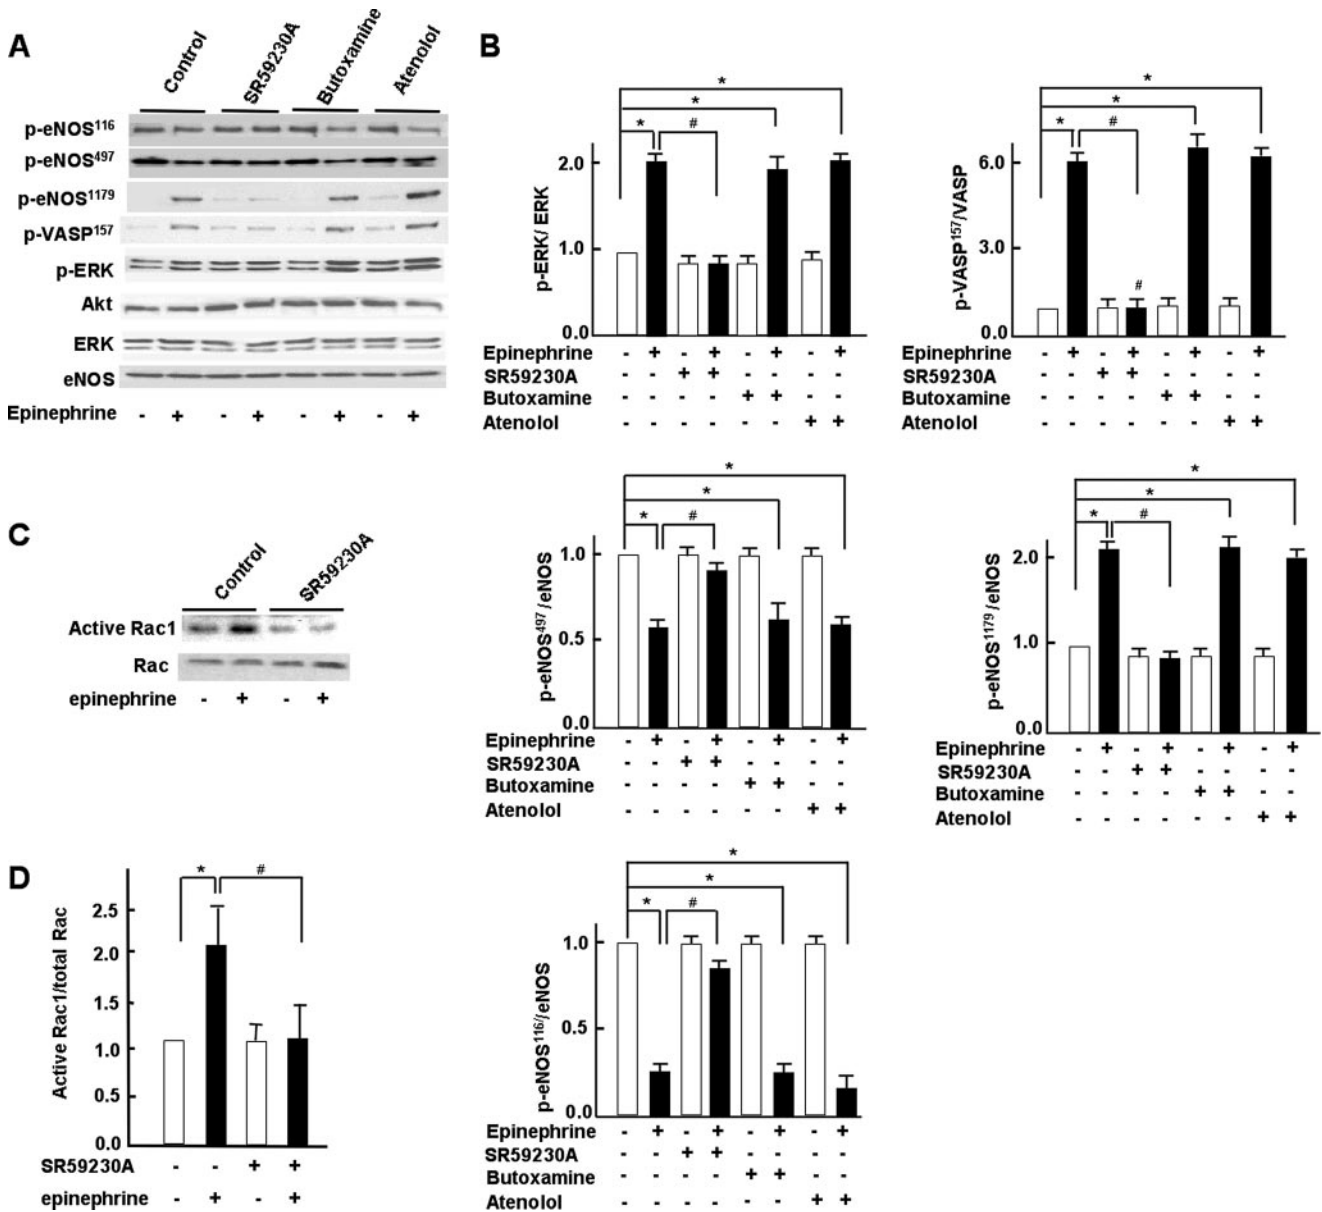 A
Control
SR59230A
Butoxamine
Atenolol
p-eNOS116
p-eNOS497
p-eNOS1179
p-VASP157
p-ERK
Akt
ERK
eNOS
Epinephrine - + - + - + - +
B
* 
*
* #
p-ERK/ ERK
2.0
1.0
0.0
Epinephrine - + - + - + - +
SR59230A - - + + - - - -
Butoxamine - - - - + + - -
Atenolol - - - - - - + +
*
*
* #
#
p-VASP157/VASP
6.0
3.0
0.0
Epinephrine - + - + - + - +
SR59230A - - + + - - - -
Butoxamine - - - - + + - -
Atenolol - - - - - - + +
C
Control
SR59230A
Active Rac1
Rac
epinephrine - + - +
*
*
* #
p-eNOS497/eNOS
1.0
0.5
0.0
Epinephrine - + - + - + - +
SR59230A - - + + - - - -
Butoxamine - - - - + + - -
Atenolol - - - - - - + +
*
*
* #
p-eNOS1179/eNOS
2.0
1.0
0.0
Epinephrine - + - + - + - +
SR59230A - - + + - - - -
Butoxamine - - - - + + - -
Atenolol - - - - - - + +
D
* #
Active Rac1/total Rac
2.5
2.0
1.5
1.0
0.5
0.0
SR59230A - - + +
epinephrine - + - +
*
*
* #
p-eNOS116/eNOS
1.0
0.5
0.0
Epinephrine - + - + - + - +
SR59230A - - + + - - - -
Butoxamine - - - - + + - -
Atenolol - - - - - - + +